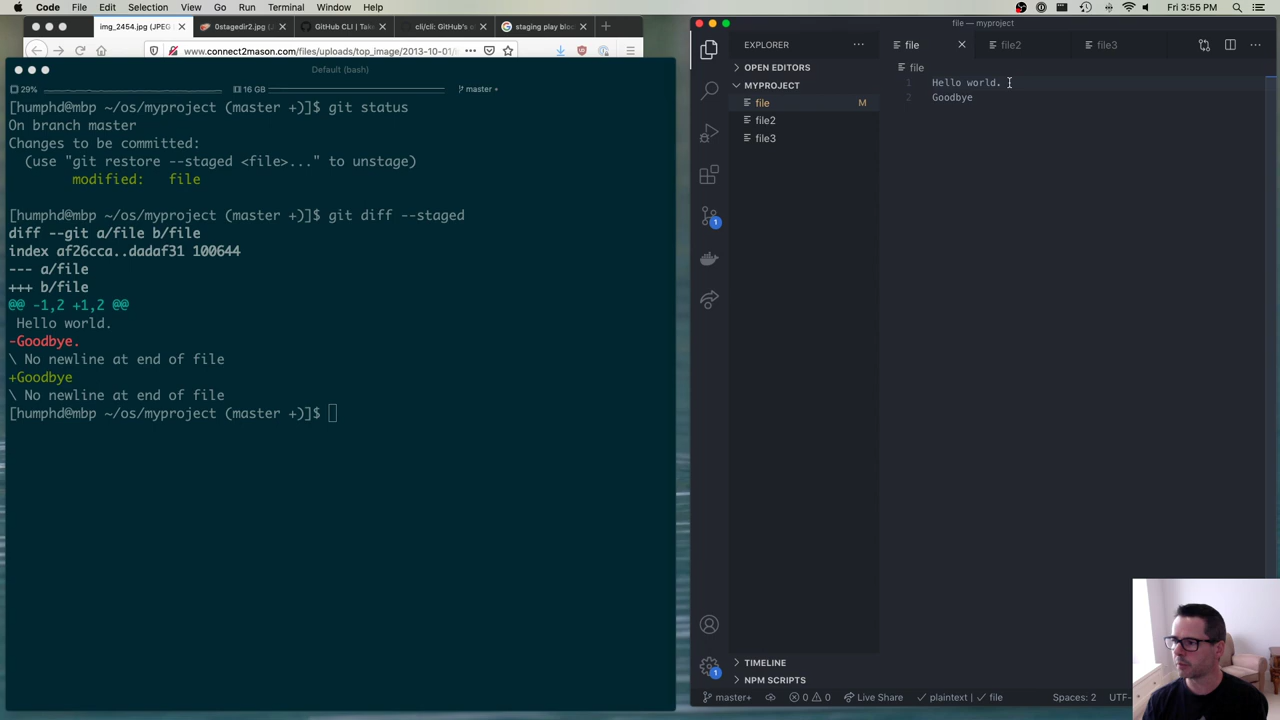 Code File Edit Selection View Go Run Terminal Window Help
Fri 3:55 PM
img_2454.jpg (JPEG
0stagedir2.jpg (
GitHub CLI | Take
cli/cli: GitHub's o
staging play bloc
www.connect2mason.com/files/uploads/top_image/2013-10-01/
Default (bash)
29%
16 GB
master •
[humphd@mbp ~/os/myproject (master +)]$ git status
On branch master
Changes to be committed:
(use "git restore --staged <file>..." to unstage)
modified: file
[humphd@mbp ~/os/myproject (master +)]$ git diff --staged
diff --git a/file b/file
index af26cca..dadaf31 100644
--- a/file
+++ b/file
@@ -1,2 +1,2 @@
Hello world.
-Goodbye.
\ No newline at end of file
+Goodbye
\ No newline at end of file
[humphd@mbp ~/os/myproject (master +)]$
file — myproject
EXPLORER
OPEN EDITORS
MYPROJECT
file M
file2
file3
TIMELINE
NPM SCRIPTS
file
file2
file3
file
1 Hello world.
2 Goodbye
1
1
master+
0
0
Live Share
plaintext | file
Spaces: 2
UTF-